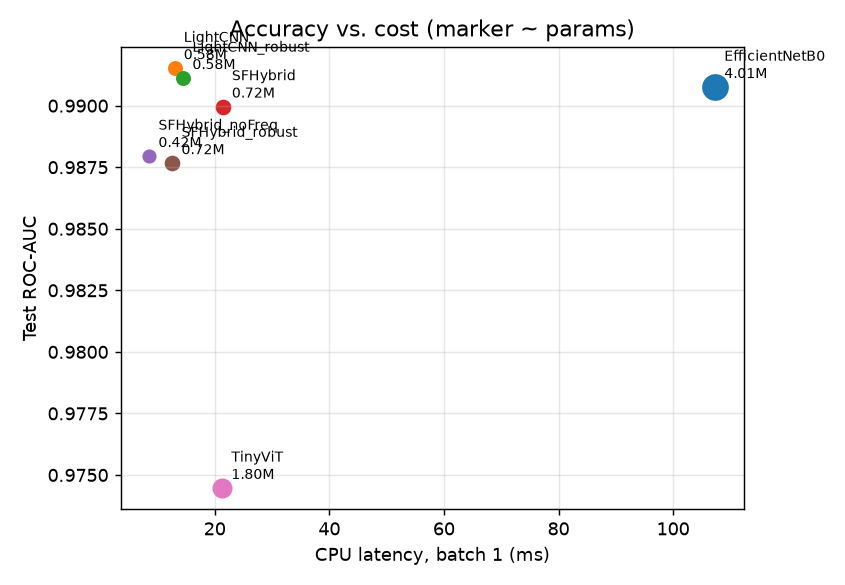 Accuracy vs. cost (marker ~ params)
LightCNN
0.58M
LightCNN_robust
0.58M
SFHybrid
0.72M
EfficientNetB0
4.01M
SFHybrid_noFreq
0.42M
SFHybrid_robust
0.72M
TinyViT
1.80M
0.9900
0.9875
0.9850
0.9825
0.9800
0.9775
0.9750
Test ROC-AUC
20 40 60 80 100
CPU latency, batch 1 (ms)